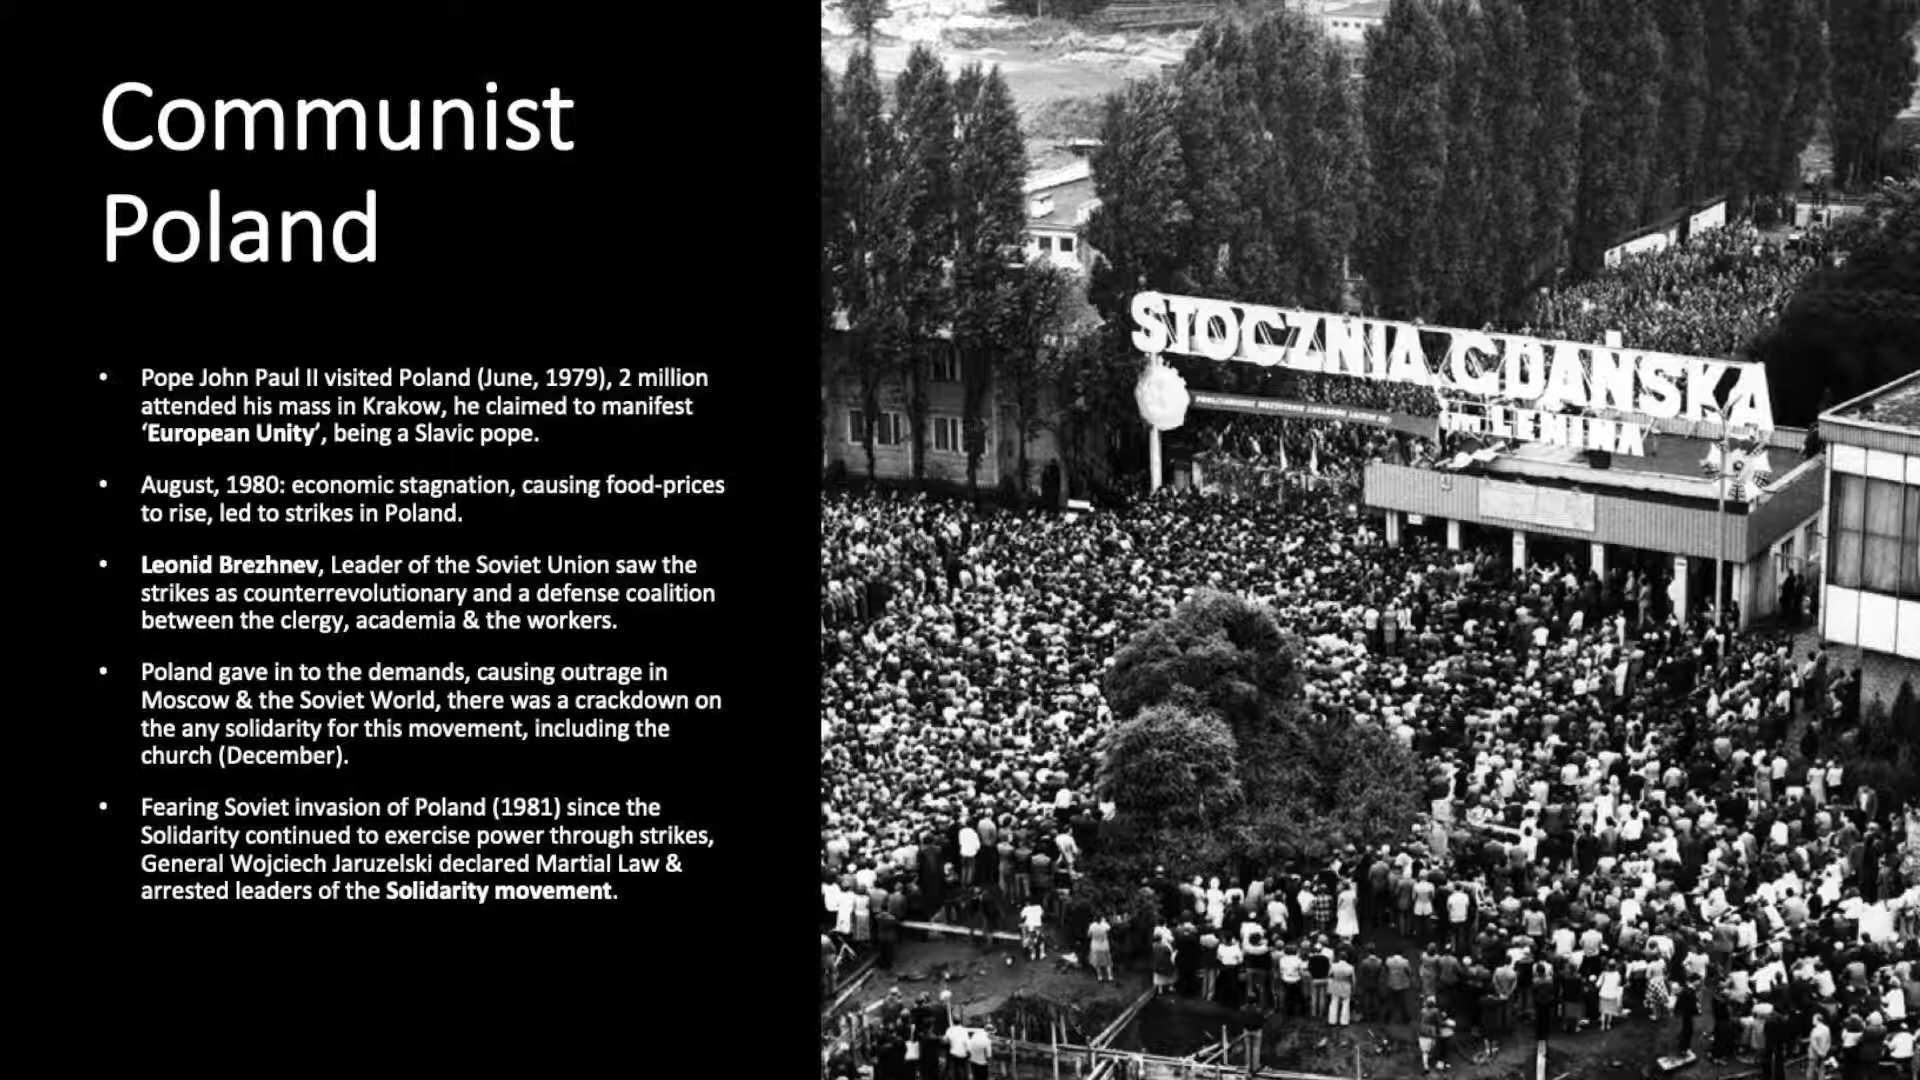 Communist
Poland
• Pope John Paul II visited Poland (June, 1979), 2 million
attended his mass in Krakow, he claimed to manifest
‘European Unity’, being a Slavic pope.
• August, 1980: economic stagnation, causing food-prices
to rise, led to strikes in Poland.
• Leonid Brezhnev, Leader of the Soviet Union saw the
strikes as counterrevolutionary and a defense coalition
between the clergy, academia & the workers.
• Poland gave in to the demands, causing outrage in
Moscow & the Soviet World, there was a crackdown on
the any solidarity for this movement, including the
church (December).
• Fearing Soviet invasion of Poland (1981) since the
Solidarity continued to exercise power through strikes,
General Wojciech Jaruzelski declared Martial Law &
arrested leaders of the Solidarity movement.
STOCZNIA GDAŃSKA
im LENINA